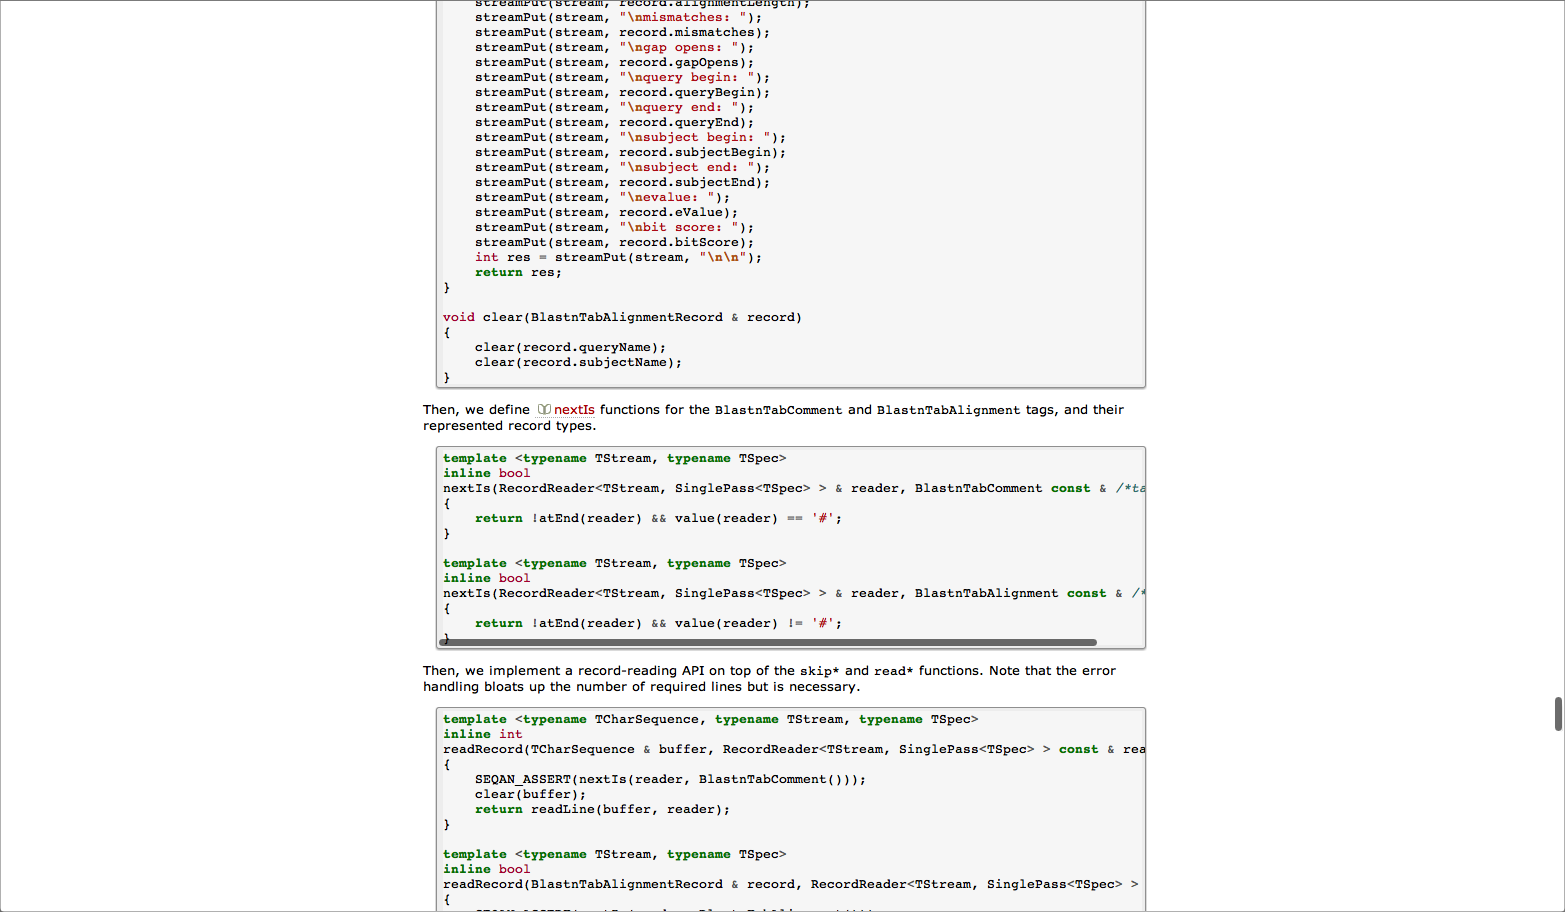 streamPut(stream, record.alignmentLength);
streamPut(stream, "\nmismatches: ");
streamPut(stream, record.mismatches);
streamPut(stream, "\ngap opens: ");
streamPut(stream, record.gapOpens);
streamPut(stream, "\nquery begin: ");
streamPut(stream, record.queryBegin);
streamPut(stream, "\nquery end: ");
streamPut(stream, record.queryEnd);
streamPut(stream, "\nsubject begin: ");
streamPut(stream, record.subjectBegin);
streamPut(stream, "\nsubject end: ");
streamPut(stream, record.subjectEnd);
streamPut(stream, "\nevalue: ");
streamPut(stream, record.eValue);
streamPut(stream, "\nbit score: ");
streamPut(stream, record.bitScore);
int res = streamPut(stream, "\n\n");
return res;
}
void clear(BlastnTabAlignmentRecord & record)
{
clear(record.queryName);
clear(record.subjectName);
}
Then, we define nextIs functions for the BlastnTabComment and BlastnTabAlignment tags, and their
represented record types.
template <typename TStream, typename TSpec>
inline bool
nextIs(RecordReader<TStream, SinglePass<TSpec> > & reader, BlastnTabComment const & /*ta
{
return !atEnd(reader) && value(reader) == '#';
}
template <typename TStream, typename TSpec>
inline bool
nextIs(RecordReader<TStream, SinglePass<TSpec> > & reader, BlastnTabAlignment const & /*
{
return !atEnd(reader) && value(reader) != '#';
}
Then, we implement a record-reading API on top of the skip* and read* functions. Note that the error
handling bloats up the number of required lines but is necessary.
template <typename TCharSequence, typename TStream, typename TSpec>
inline int
readRecord(TCharSequence & buffer, RecordReader<TStream, SinglePass<TSpec> > const & rea
{
SEQAN_ASSERT(nextIs(reader, BlastnTabComment()));
clear(buffer);
return readLine(buffer, reader);
}
template <typename TStream, typename TSpec>
inline bool
readRecord(BlastnTabAlignmentRecord & record, RecordReader<TStream, SinglePass<TSpec> >
{